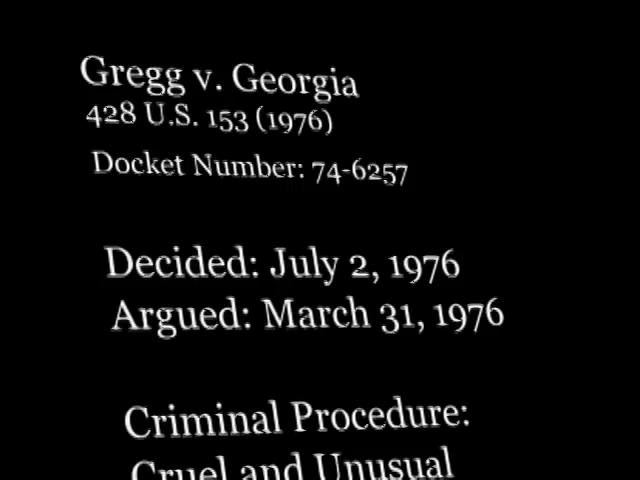 Gregg v. Georgia
428 U.S. 153 (1976)
Docket Number: 74-6257
Decided: July 2, 1976
Argued: March 31, 1976
Criminal Procedure:
Cruel and Unusual